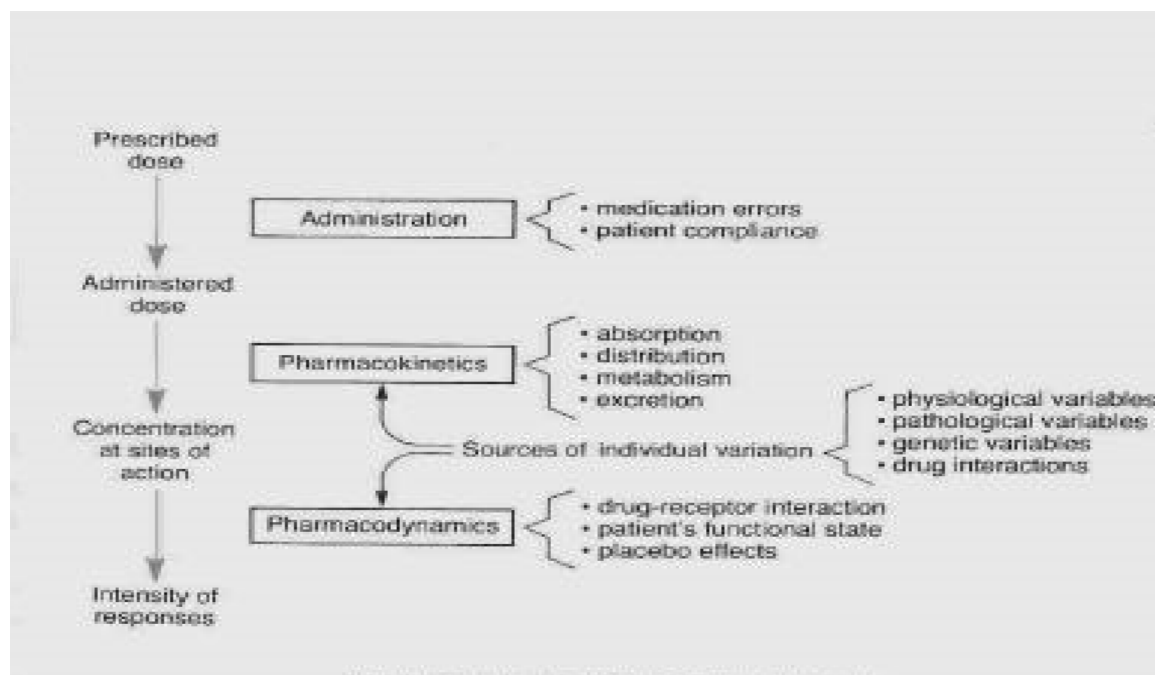 Prescribed
dose
Administration
• medication errors
• patient compliance
Administered
dose
Pharmacokinetics
• absorption
• distribution
• metabolism
• excretion
Concentration
at sites of
action
Sources of individual variation
• physiological variables
• pathological variables
• genetic variables
• drug interactions
Pharmacodynamics
• drug-receptor interaction
• patient's functional state
• placebo effects
Intensity of
responses